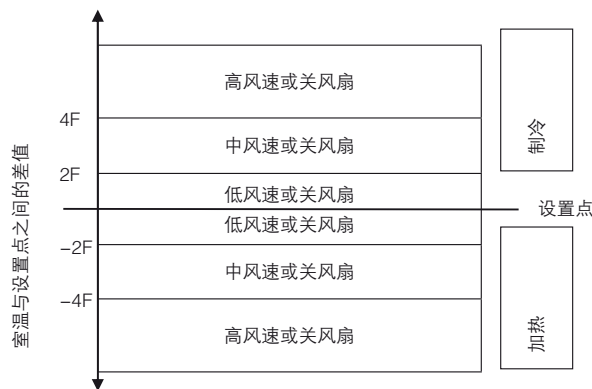 高风速或关风扇
4F
中风速或关风扇
制冷
2F
低风速或关风扇
设置点
低风速或关风扇
–2F
中风速或关风扇
–4F
高风速或关风扇
加热
室温与设置点之间的差值